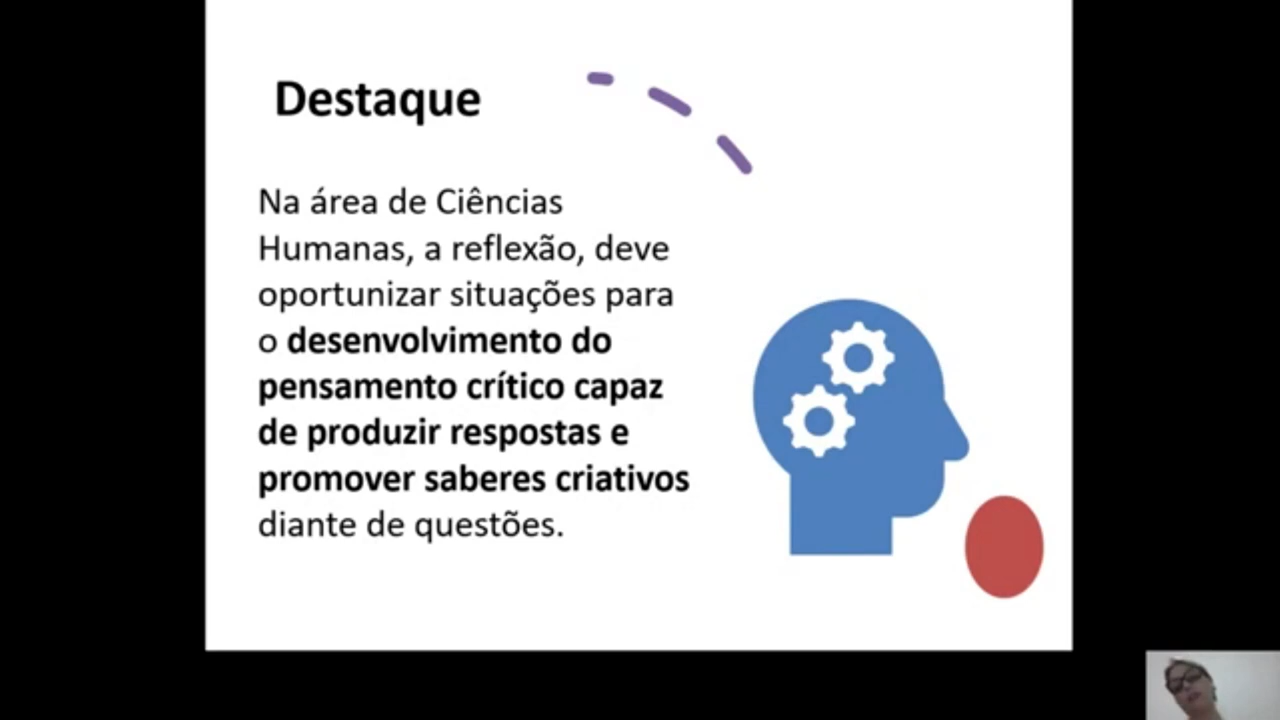 Destaque
Na área de Ciências
Humanas, a reflexão, deve
oportunizar situações para
o desenvolvimento do
pensamento crítico capaz
de produzir respostas e
promover saberes criativos
diante de questões.